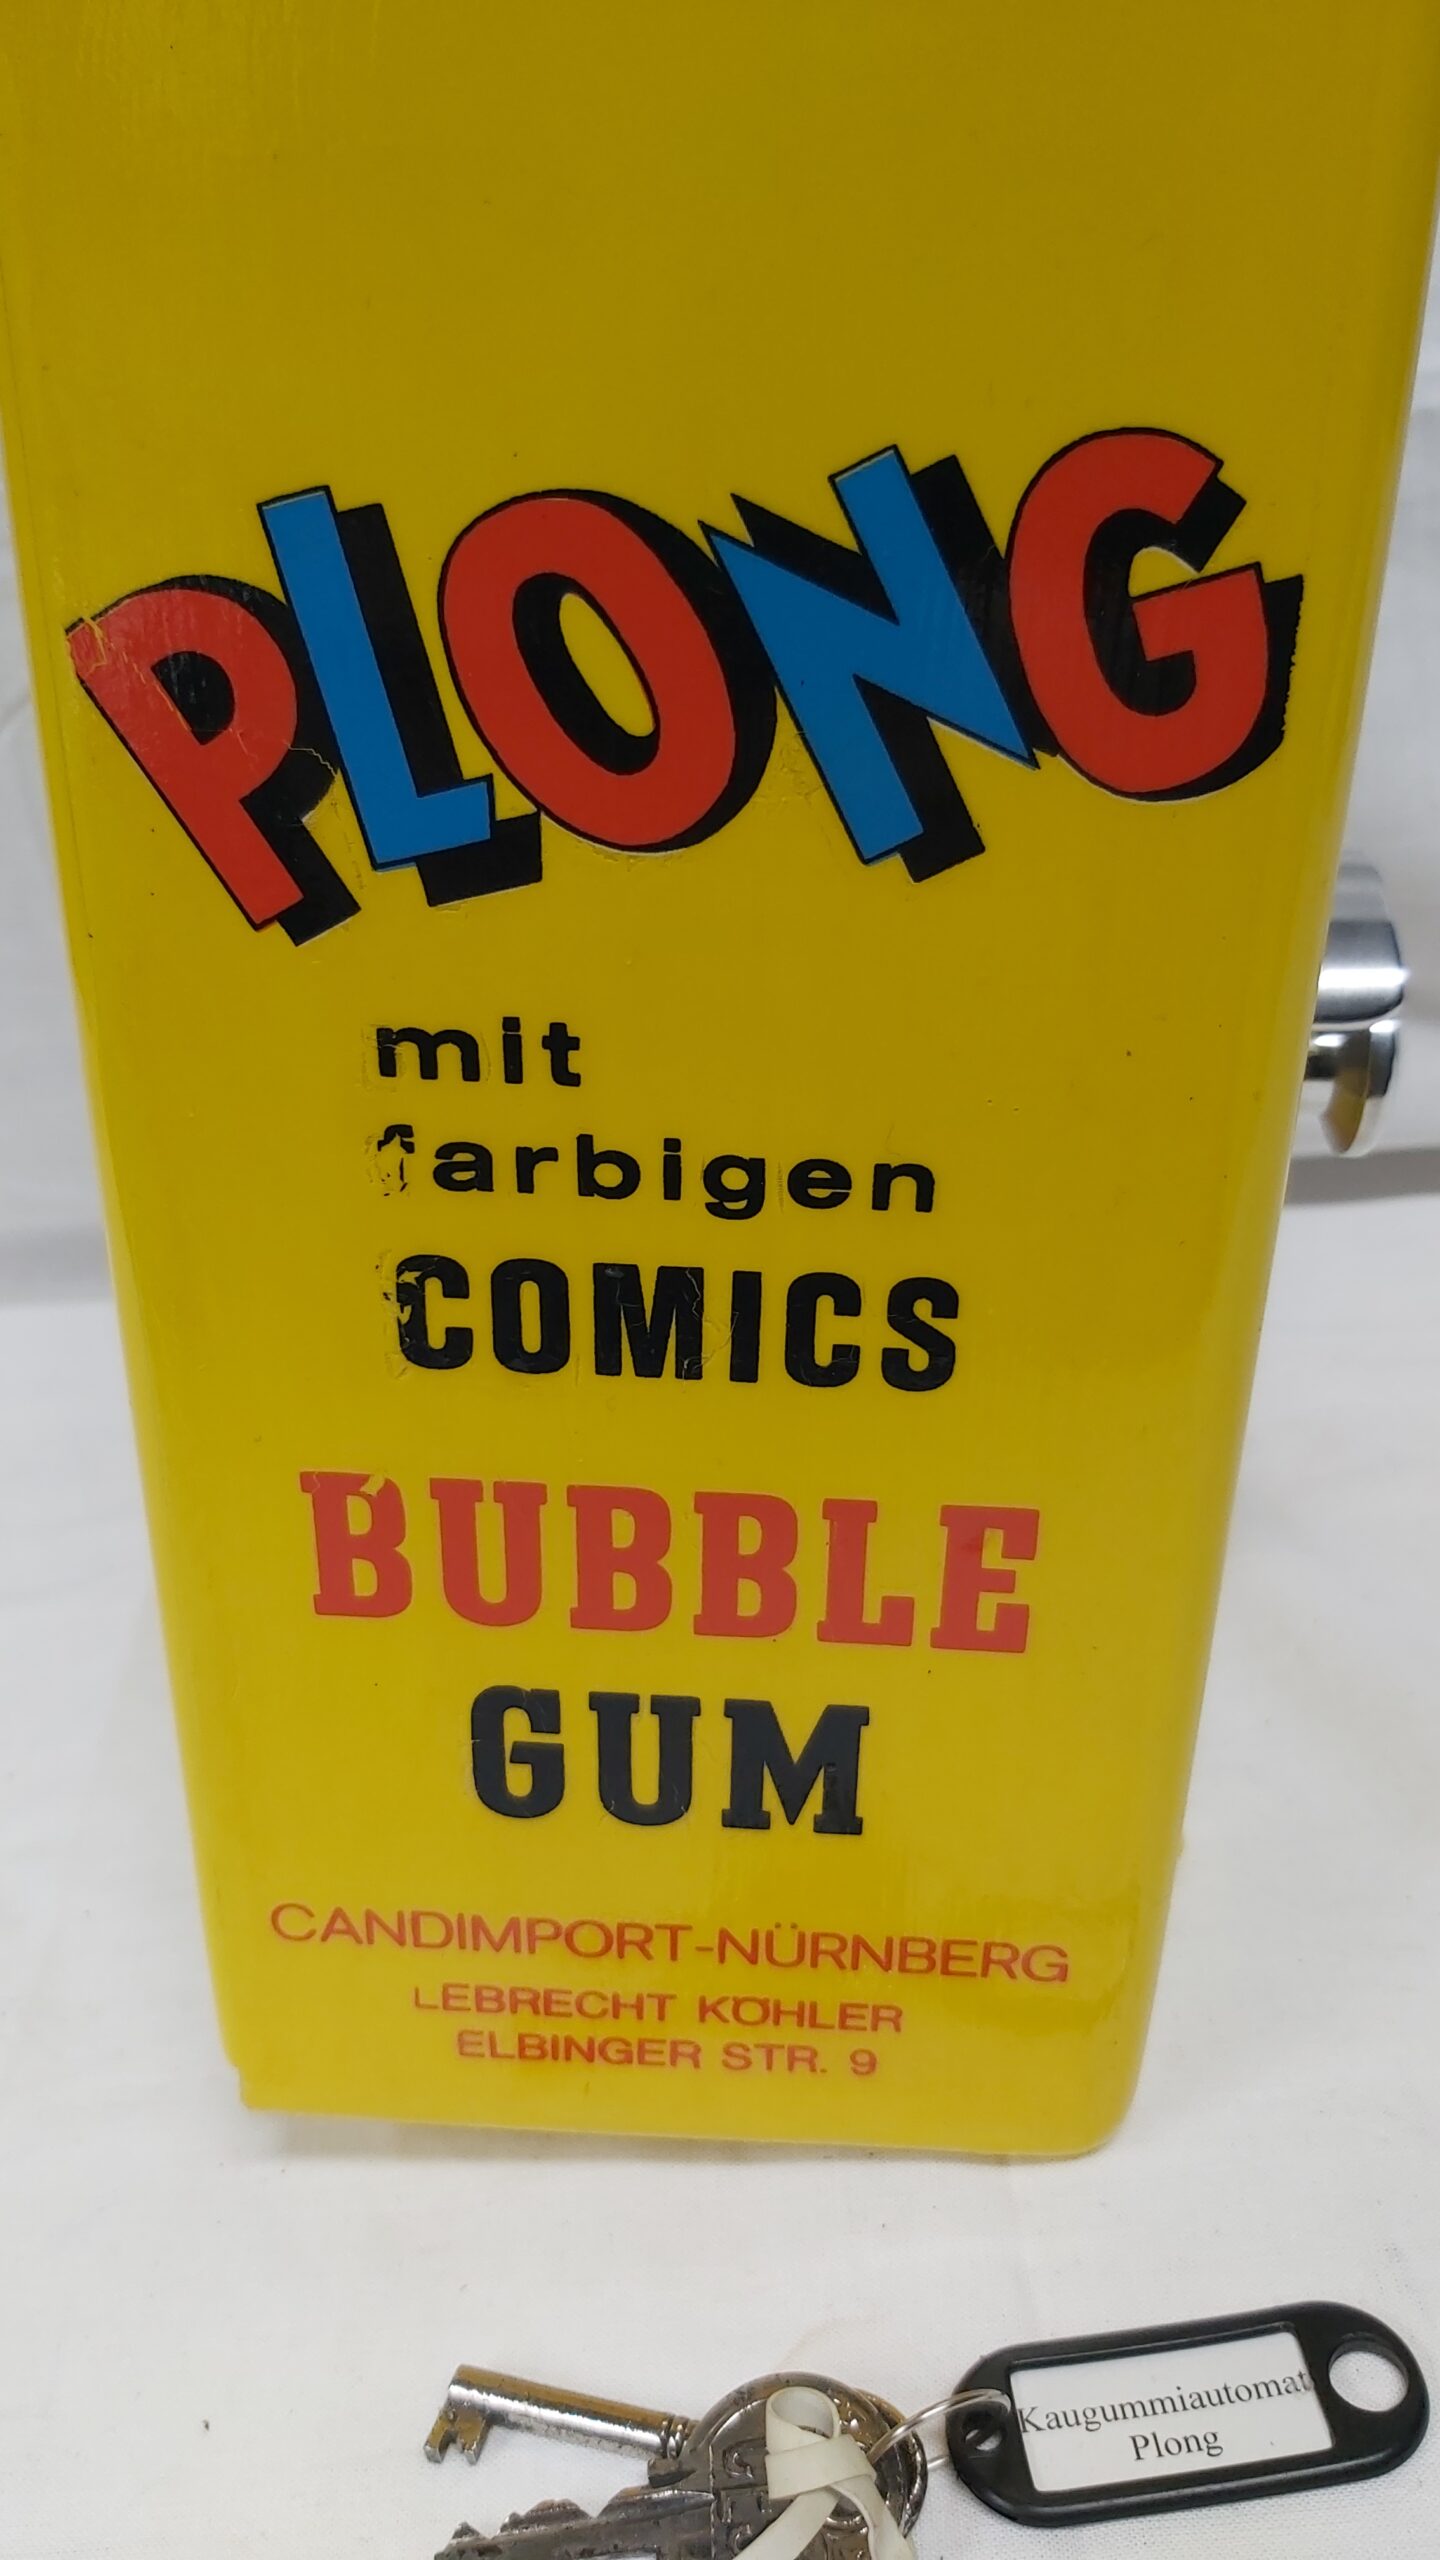 PLONG
mit
farbigen
COMICS
BUBBLE
GUM
CANDIMPORT-NÜRNBERG
LEBRECHT KÖHLER
ELBINGER STR. 9
Kaugummiautomat
Plong